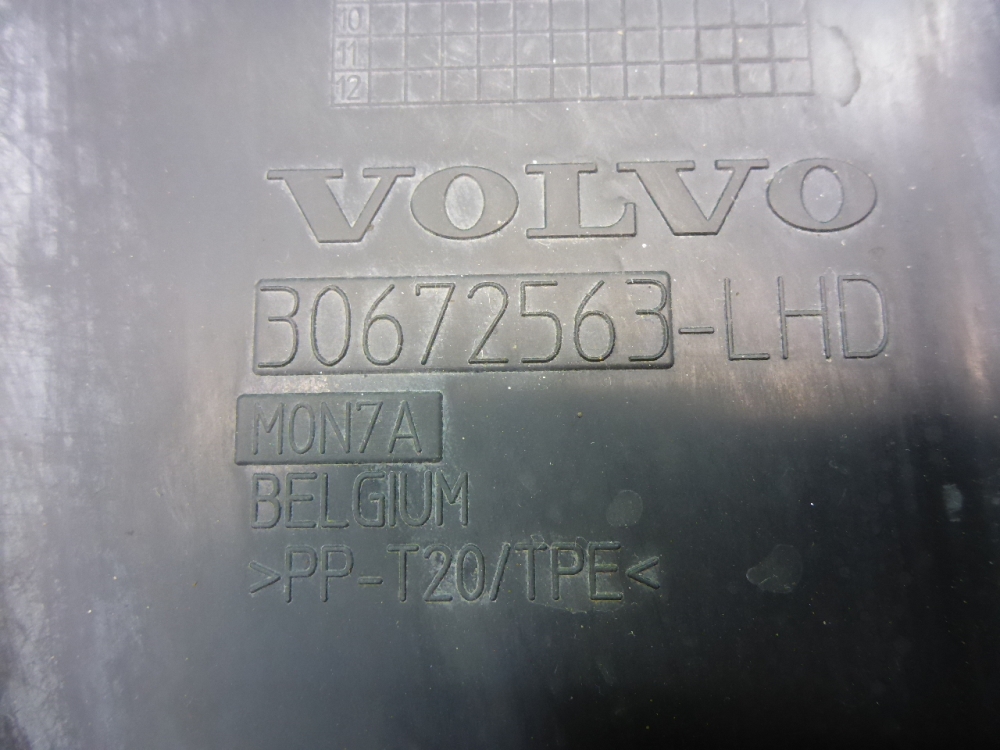 10
11
12
VOLVO
30672563-LHD
MON7A
BELGIUM
>PP-T20/TPE<